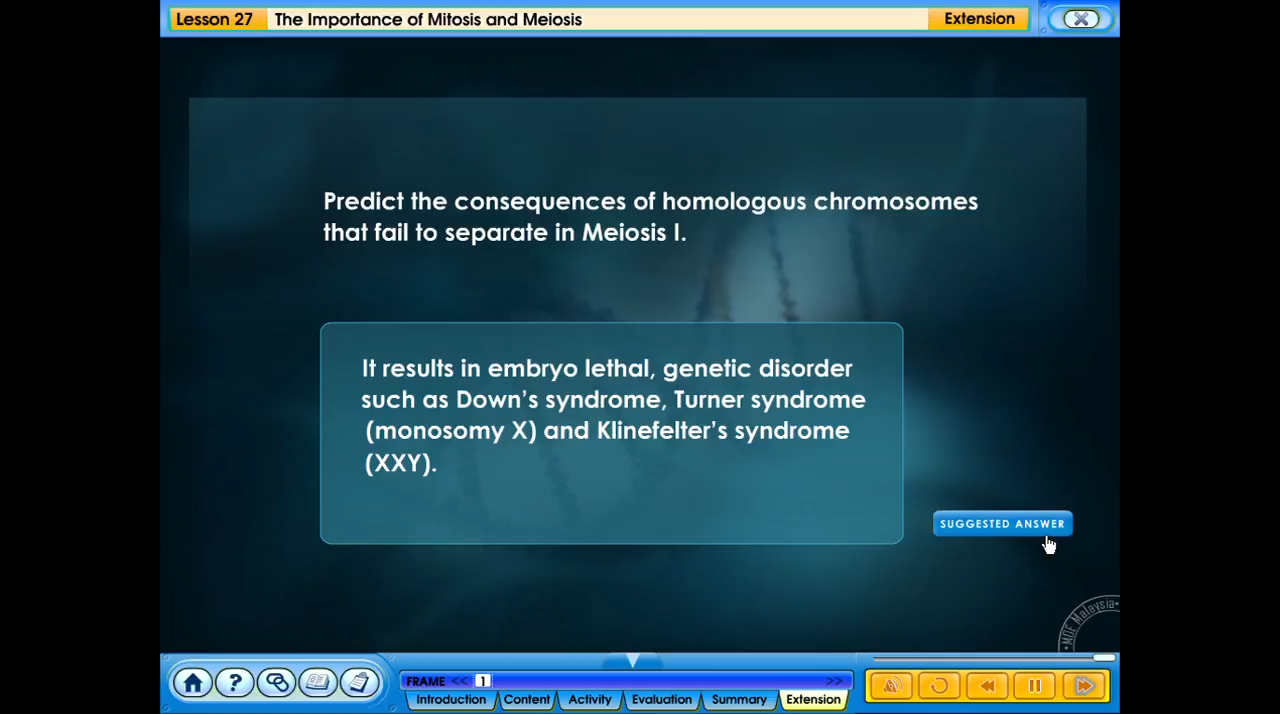 Lesson 27 The Importance of Mitosis and Meiosis Extension
Predict the consequences of homologous chromosomes
that fail to separate in Meiosis I.
It results in embryo lethal, genetic disorder
such as Down's syndrome, Turner syndrome
(monosomy X) and Klinefelter's syndrome
(XXY).
SUGGESTED ANSWER
MOE Malaysia
FRAME << 1 >>
Introduction Content Activity Evaluation Summary Extension